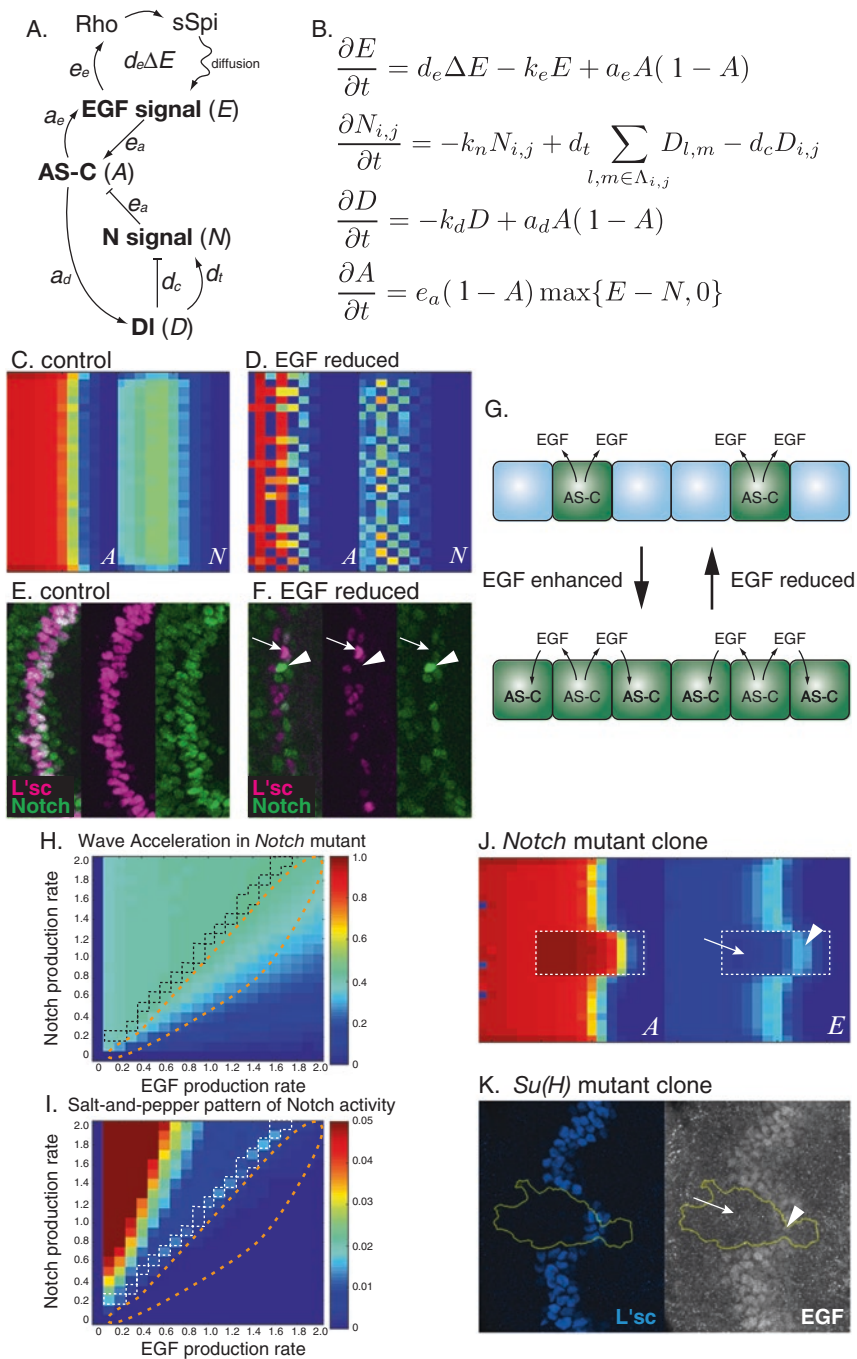 A.
Rho
sSpi
d_eΔE
diffusion
e_e
EGF signal (E)
a_e
e_a
AS-C (A)
e_a
N signal (N)
a_d
d_c
d_t
Dl (D)
B.
∂E/∂t = d_eΔE − k_eE + a_eA(1 − A)
∂N_{i,j}/∂t = −k_nN_{i,j} + d_t ∑_{l,m∈Λ_{i,j}} D_{l,m} − d_cD_{i,j}
∂D/∂t = −k_dD + a_dA(1 − A)
∂A/∂t = e_a(1 − A) max{E − N, 0}
C. control
A
N
D. EGF reduced
A
N
E. control
L'sc
Notch
F. EGF reduced
L'sc
Notch
G.
EGF EGF EGF EGF
AS-C AS-C
EGF enhanced
EGF reduced
EGF EGF EGF EGF
AS-C AS-C AS-C AS-C AS-C AS-C
H. Wave Acceleration in Notch mutant
Notch production rate
2.0
1.8
1.6
1.4
1.2
1.0
0.8
0.6
0.4
0.2
0
0 0.2 0.4 0.6 0.8 1.0 1.2 1.4 1.6 1.8 2.0
EGF production rate
1.0
0.8
0.6
0.4
0.2
0
I. Salt-and-pepper pattern of Notch activity
Notch production rate
2.0
1.8
1.6
1.4
1.2
1.0
0.8
0.6
0.4
0.2
0
0 0.2 0.4 0.6 0.8 1.0 1.2 1.4 1.6 1.8 2.0
EGF production rate
0.05
0.04
0.03
0.02
0.01
0
J. Notch mutant clone
A
E
K. Su(H) mutant clone
L'sc
EGF